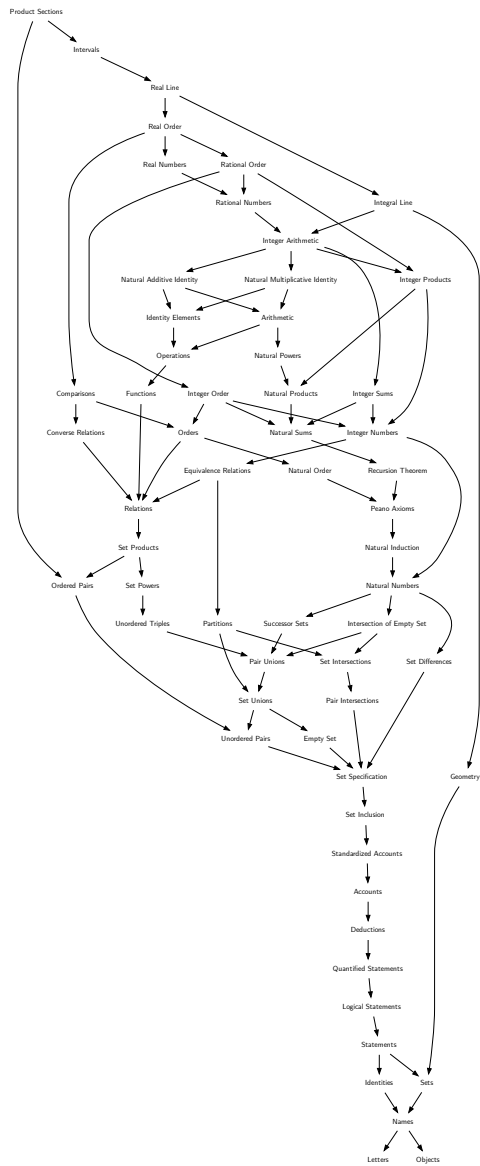 Product Sections
Intervals
Real Line
Real Order
Real Numbers
Rational Order
Rational Numbers
Integral Line
Integer Arithmetic
Natural Additive Identity
Natural Multiplicative Identity
Integer Products
Identity Elements
Arithmetic
Operations
Natural Powers
Comparisons
Functions
Integer Order
Natural Products
Integer Sums
Converse Relations
Orders
Natural Sums
Integer Numbers
Equivalence Relations
Natural Order
Recursion Theorem
Relations
Peano Axioms
Set Products
Natural Induction
Ordered Pairs
Set Powers
Natural Numbers
Unordered Triples
Partitions
Successor Sets
Intersection of Empty Set
Pair Unions
Set Intersections
Set Differences
Set Unions
Pair Intersections
Unordered Pairs
Empty Set
Set Specification
Geometry
Set Inclusion
Standardized Accounts
Accounts
Deductions
Quantified Statements
Logical Statements
Statements
Identities
Sets
Names
Letters
Objects